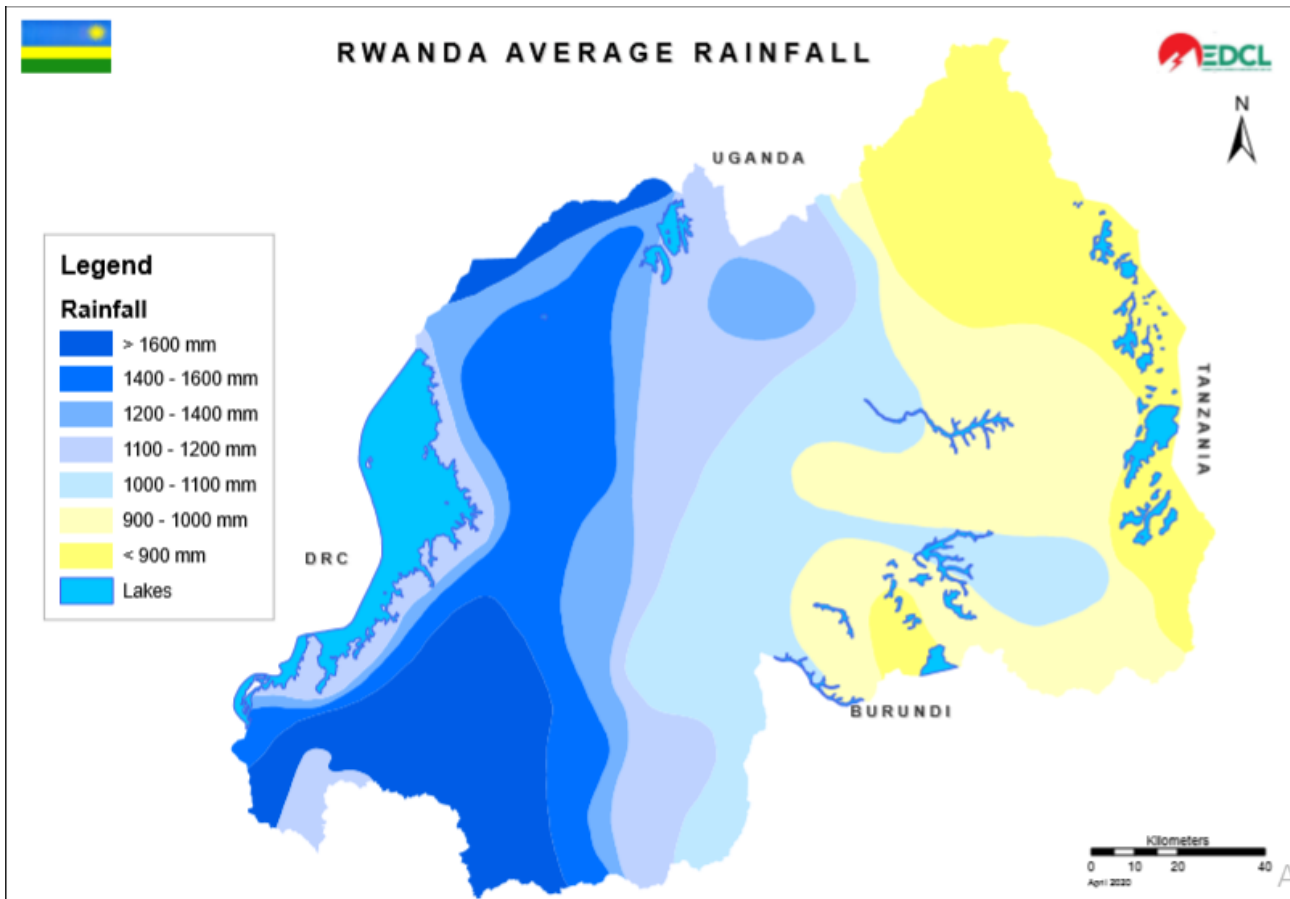 RWANDA AVERAGE RAINFALL
EDCL
N
UGANDA
Legend
Rainfall
> 1600 mm
1400 - 1600 mm
1200 - 1400 mm
1100 - 1200 mm
1000 - 1100 mm
900 - 1000 mm
< 900 mm
Lakes
TANZANIA
DRC
BURUNDI
Kilometers
0 10 20 40
April 2020
A